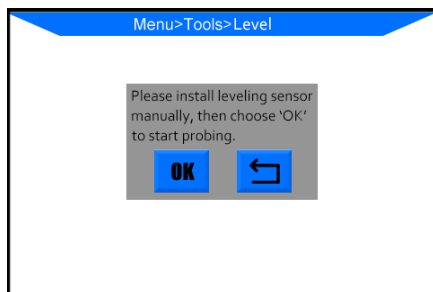 Menu>Tools>Level
Please install leveling sensor
manually, then choose ‘OK’
to start probing.
OK